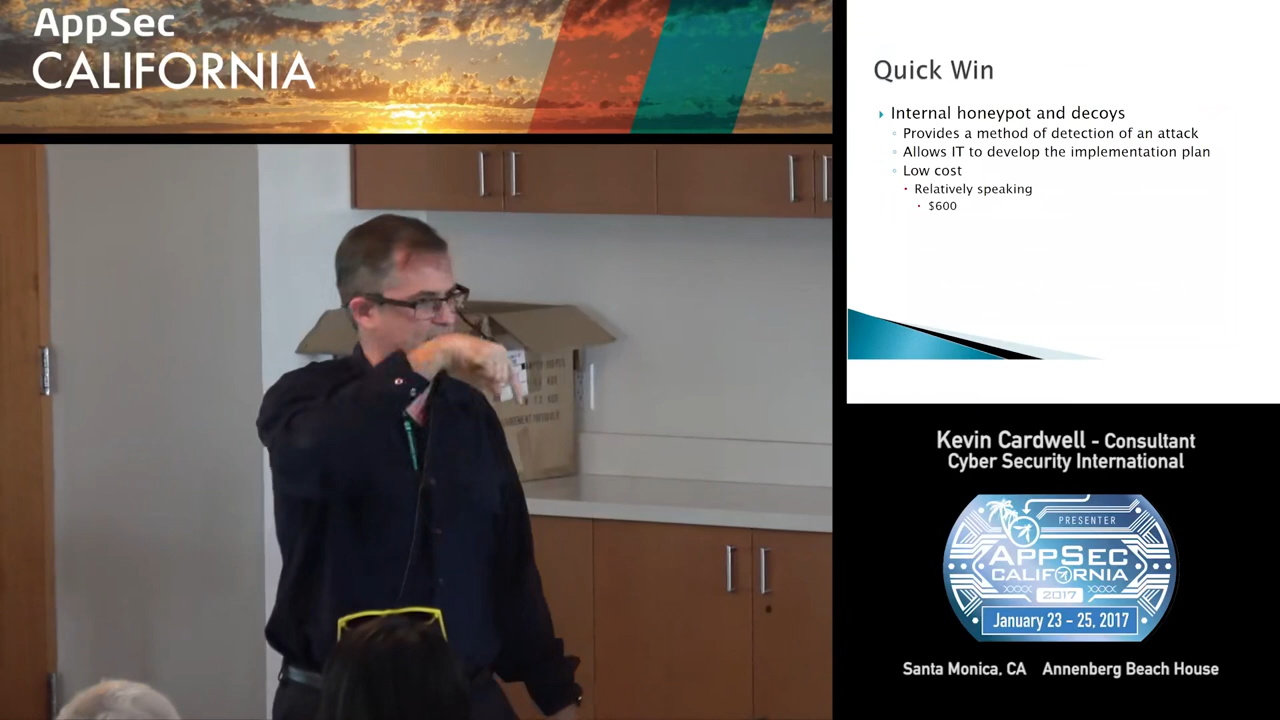 AppSec
CALIFORNIA
Quick Win
Internal honeypot and decoys
Provides a method of detection of an attack
Allows IT to develop the implementation plan
Low cost
Relatively speaking
$600
Kevin Cardwell - Consultant
Cyber Security International
PRESENTER
APPSEC
CALIFORNIA
XXXX 2017 XXXX
January 23 - 25, 2017
Santa Monica, CA Annenberg Beach House